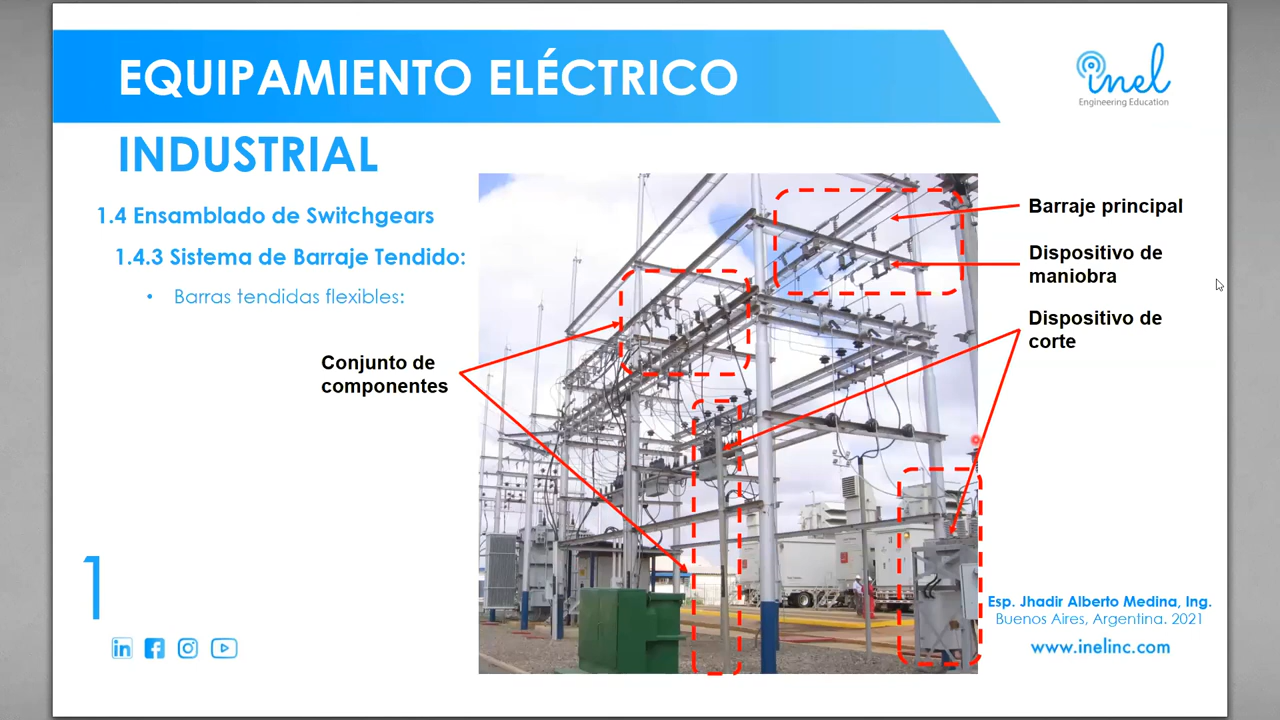 EQUIPAMIENTO ELÉCTRICO
inel
Engineering Education
INDUSTRIAL
1.4 Ensamblado de Switchgears
1.4.3 Sistema de Barraje Tendido:
• Barras tendidas flexibles:
Barraje principal
Dispositivo de
maniobra
Dispositivo de
corte
Conjunto de
componentes
1
Esp. Jhadir Alberto Medina, Ing.
Buenos Aires, Argentina. 2021
www.inelinc.com